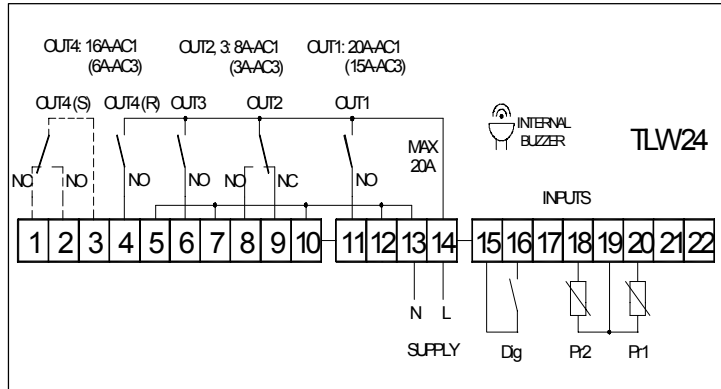 OUT4: 16A-AC1 OUT2, 3: 8A-AC1 OUT1: 20A-AC1
(6A-AC3) (3A-AC3) (15A-AC3)
OUT4(S) OUT4(R) OUT3 OUT2 OUT1
INTERNAL
BUZZER
TLW24
MAX
20A
NO NO NO NO NO NC NO
INPUTS
1 2 3 4 5 6 7 8 9 10 11 12 13 14 15 16 17 18 19 20 21 22
N L
SUPPLY Dig Pr2 Pr1